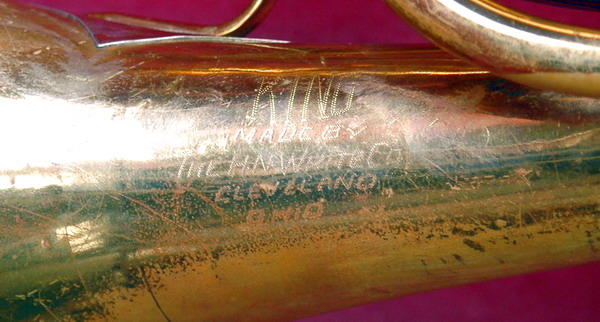 KING
MADE BY
THE H.N. WHITE CO.
CLEVELAND,
OHIO